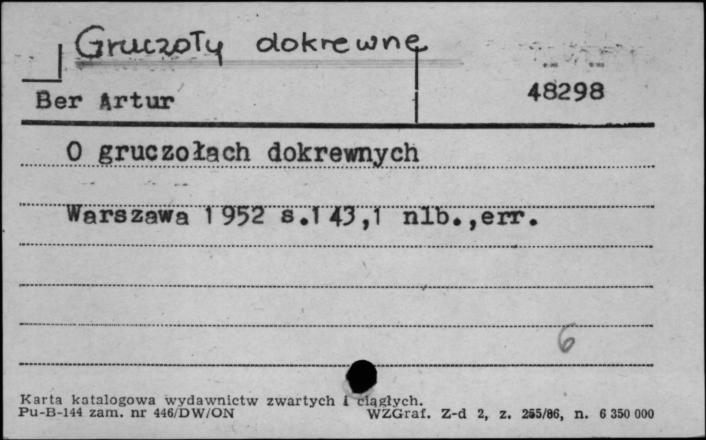 Gruczoły dokrewne
Ber Artur 48298
O gruczołach dokrewnych
Warszawa 1952 s.143,1 nlb.,err.
6
Karta katalogowa wydawnictw zwartych i ciągłych.
Pu-B-144 zam. nr 446/DW/ON WZGraf. Z-d 2, z. 255/86, n. 6 350 000